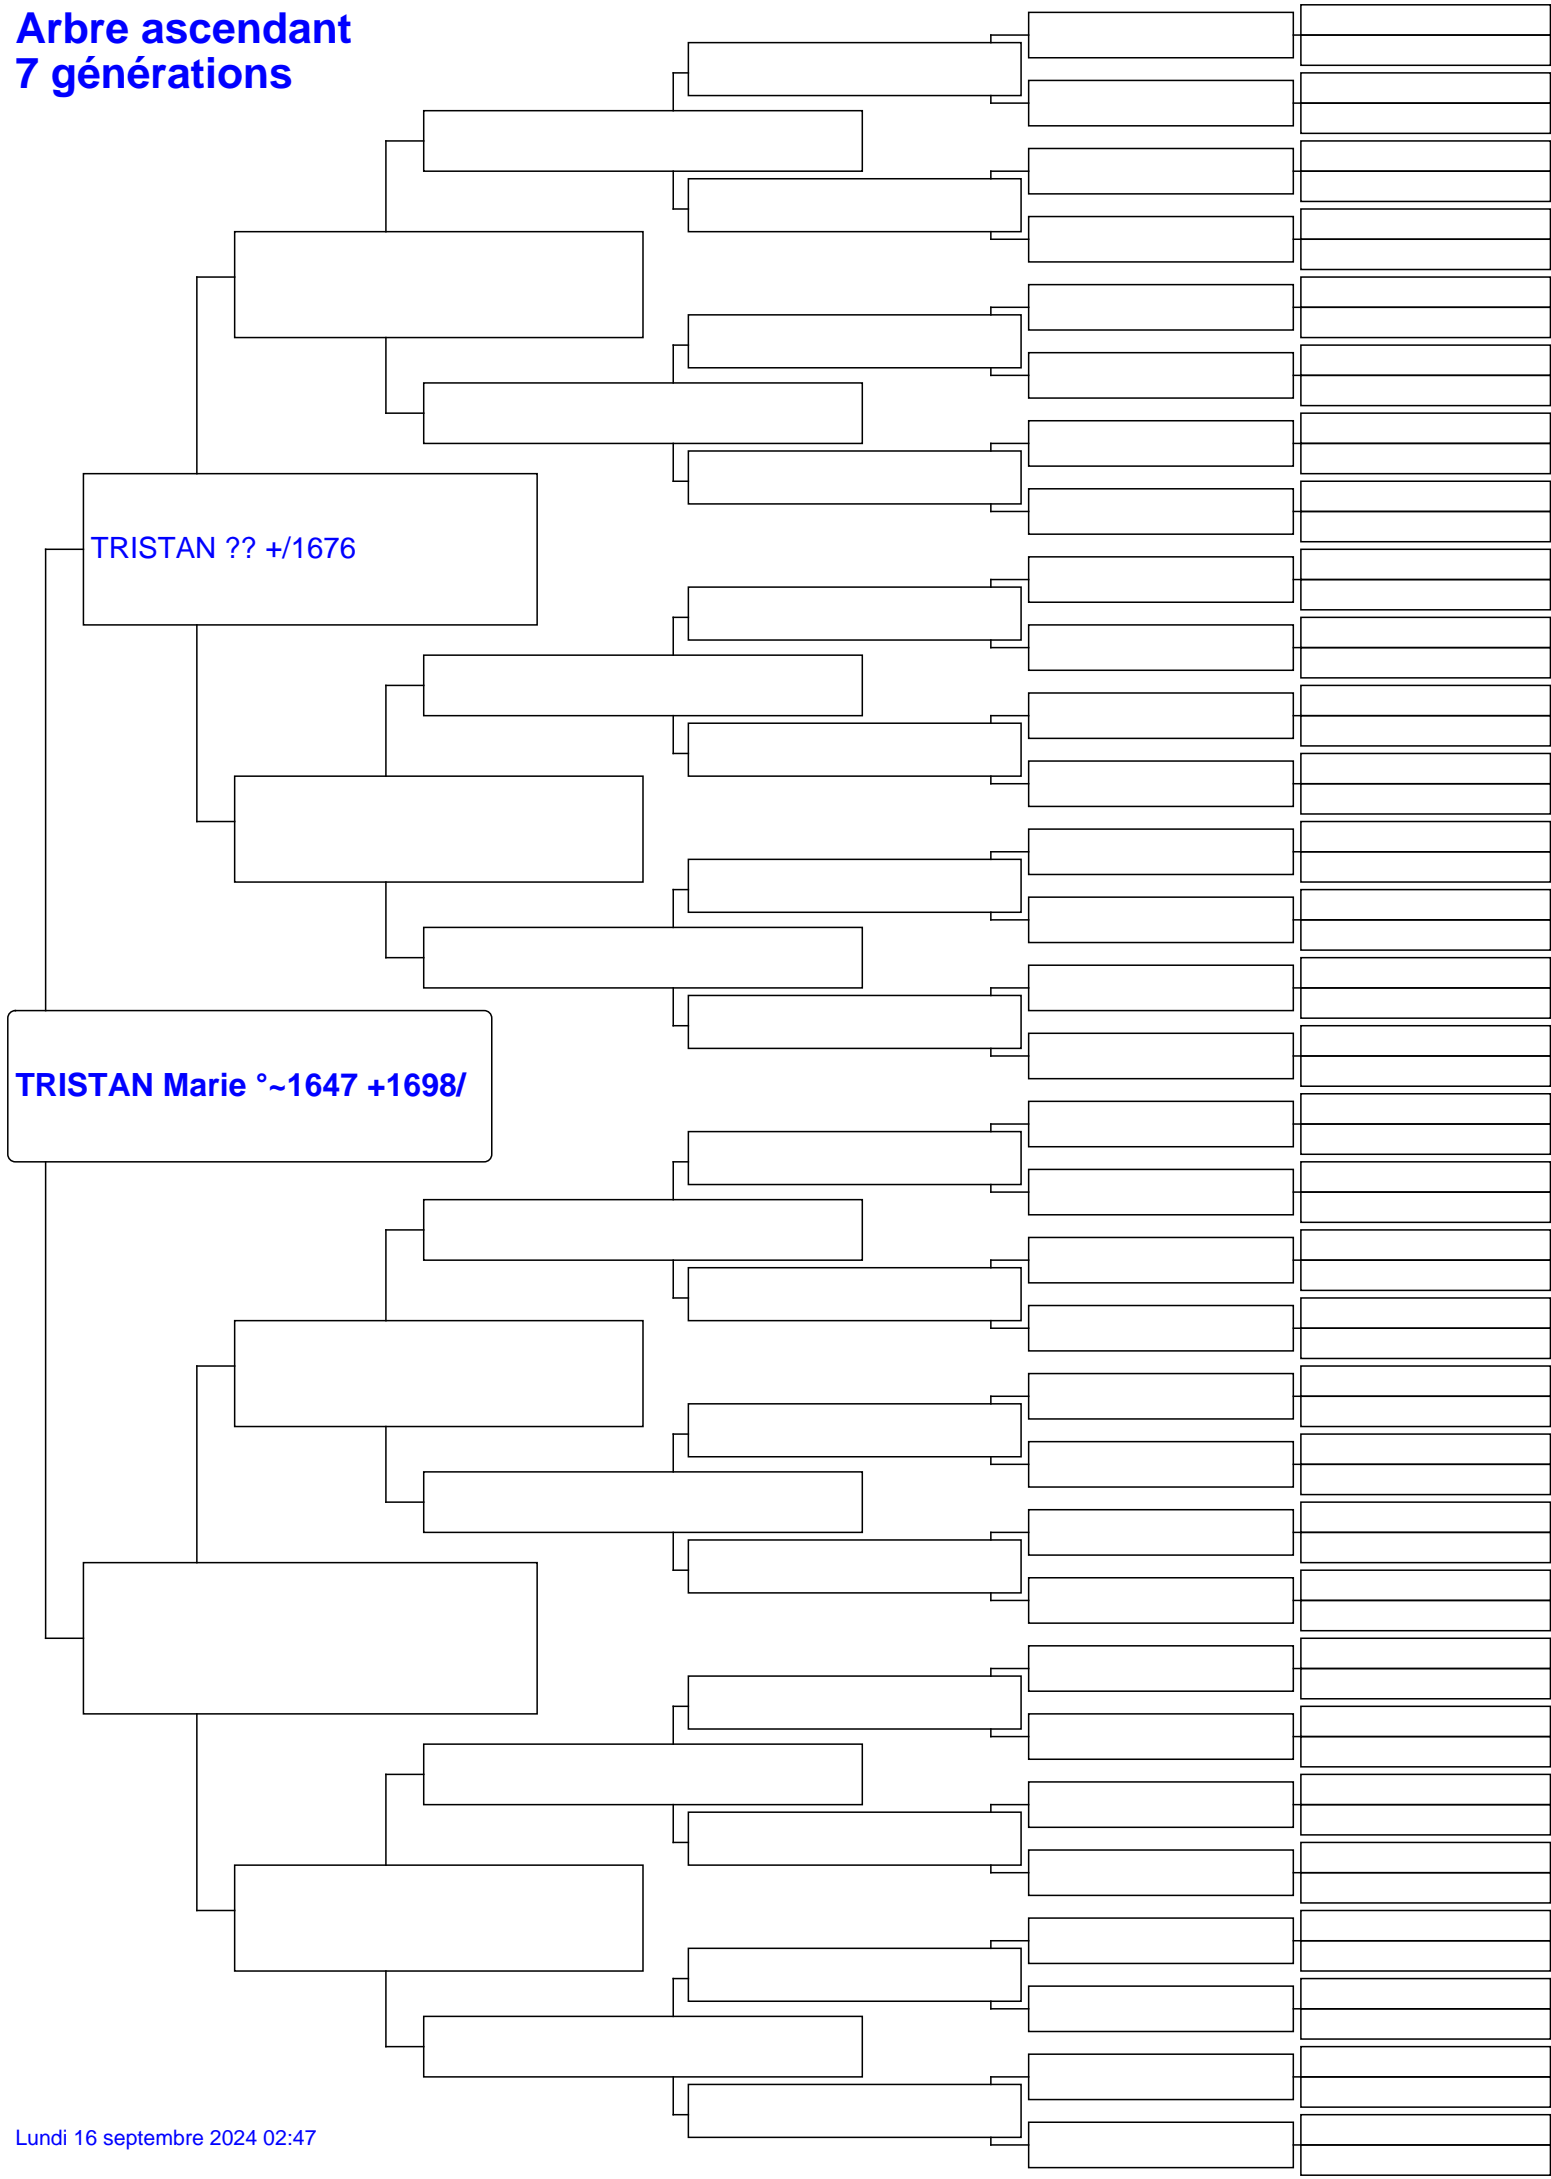 Arbre ascendant
7 générations
TRISTAN ?? +/1676
TRISTAN Marie °~1647 +1698/
Lundi 16 septembre 2024 02:47